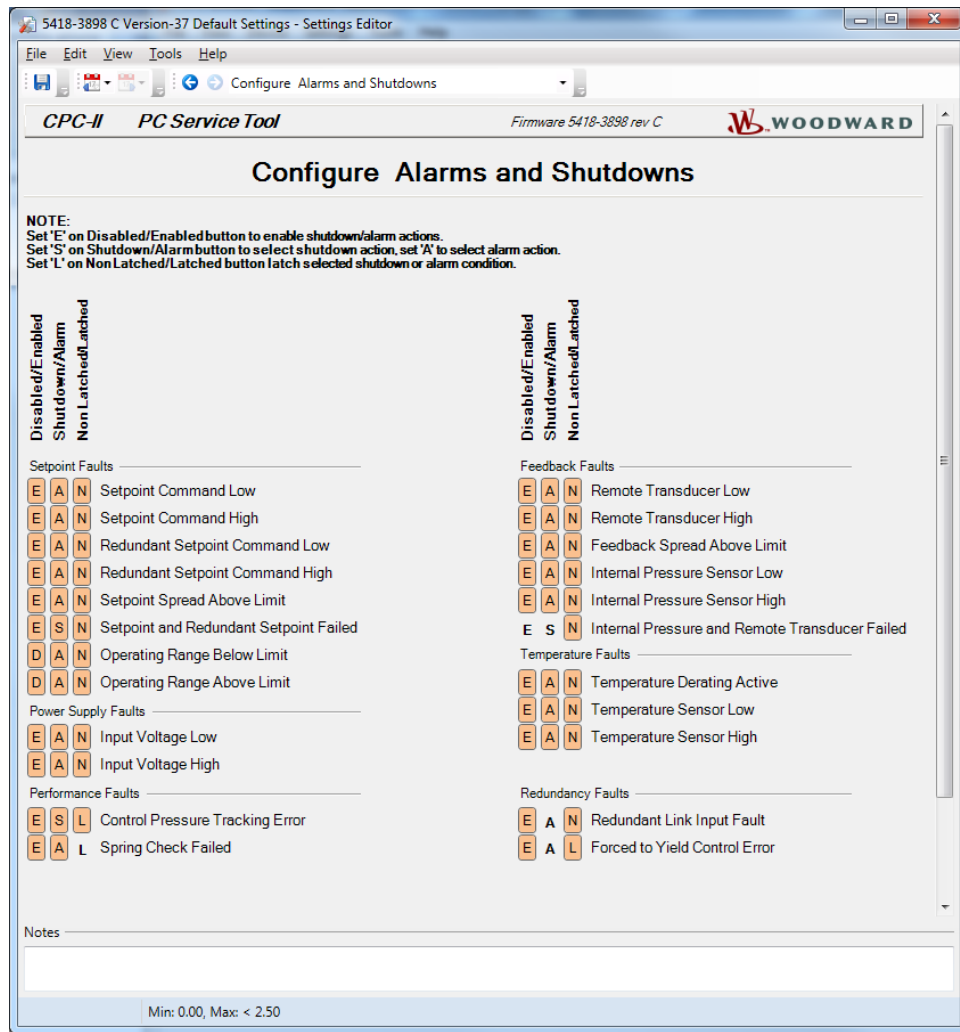 5418-3898 C Version-37 Default Settings - Settings Editor
File Edit View Tools Help
Configure Alarms and Shutdowns
CPC-II PC Service Tool Firmware 5418-3898 rev C WOODWARD
Configure Alarms and Shutdowns
NOTE:
Set 'E' on Disabled/Enabled button to enable shutdown/alarm actions.
Set 'S' on Shutdown/Alarm button to select shutdown action, set 'A' to select alarm action.
Set 'L' on Non Latched/Latched button latch selected shutdown or alarm condition.
Disabled/Enabled
Shutdown/Alarm
Non Latched/Latched
Setpoint Faults
E A N Setpoint Command Low
E A N Setpoint Command High
E A N Redundant Setpoint Command Low
E A N Redundant Setpoint Command High
E A N Setpoint Spread Above Limit
E S N Setpoint and Redundant Setpoint Failed
D A N Operating Range Below Limit
D A N Operating Range Above Limit
Power Supply Faults
E A N Input Voltage Low
E A N Input Voltage High
Performance Faults
E S L Control Pressure Tracking Error
E A L Spring Check Failed
Disabled/Enabled
Shutdown/Alarm
Non Latched/Latched
Feedback Faults
E A N Remote Transducer Low
E A N Remote Transducer High
E A N Feedback Spread Above Limit
E A N Internal Pressure Sensor Low
E A N Internal Pressure Sensor High
E S N Internal Pressure and Remote Transducer Failed
Temperature Faults
E A N Temperature Derating Active
E A N Temperature Sensor Low
E A N Temperature Sensor High
Redundancy Faults
E A N Redundant Link Input Fault
E A L Forced to Yield Control Error
Notes
Min: 0.00, Max: < 2.50